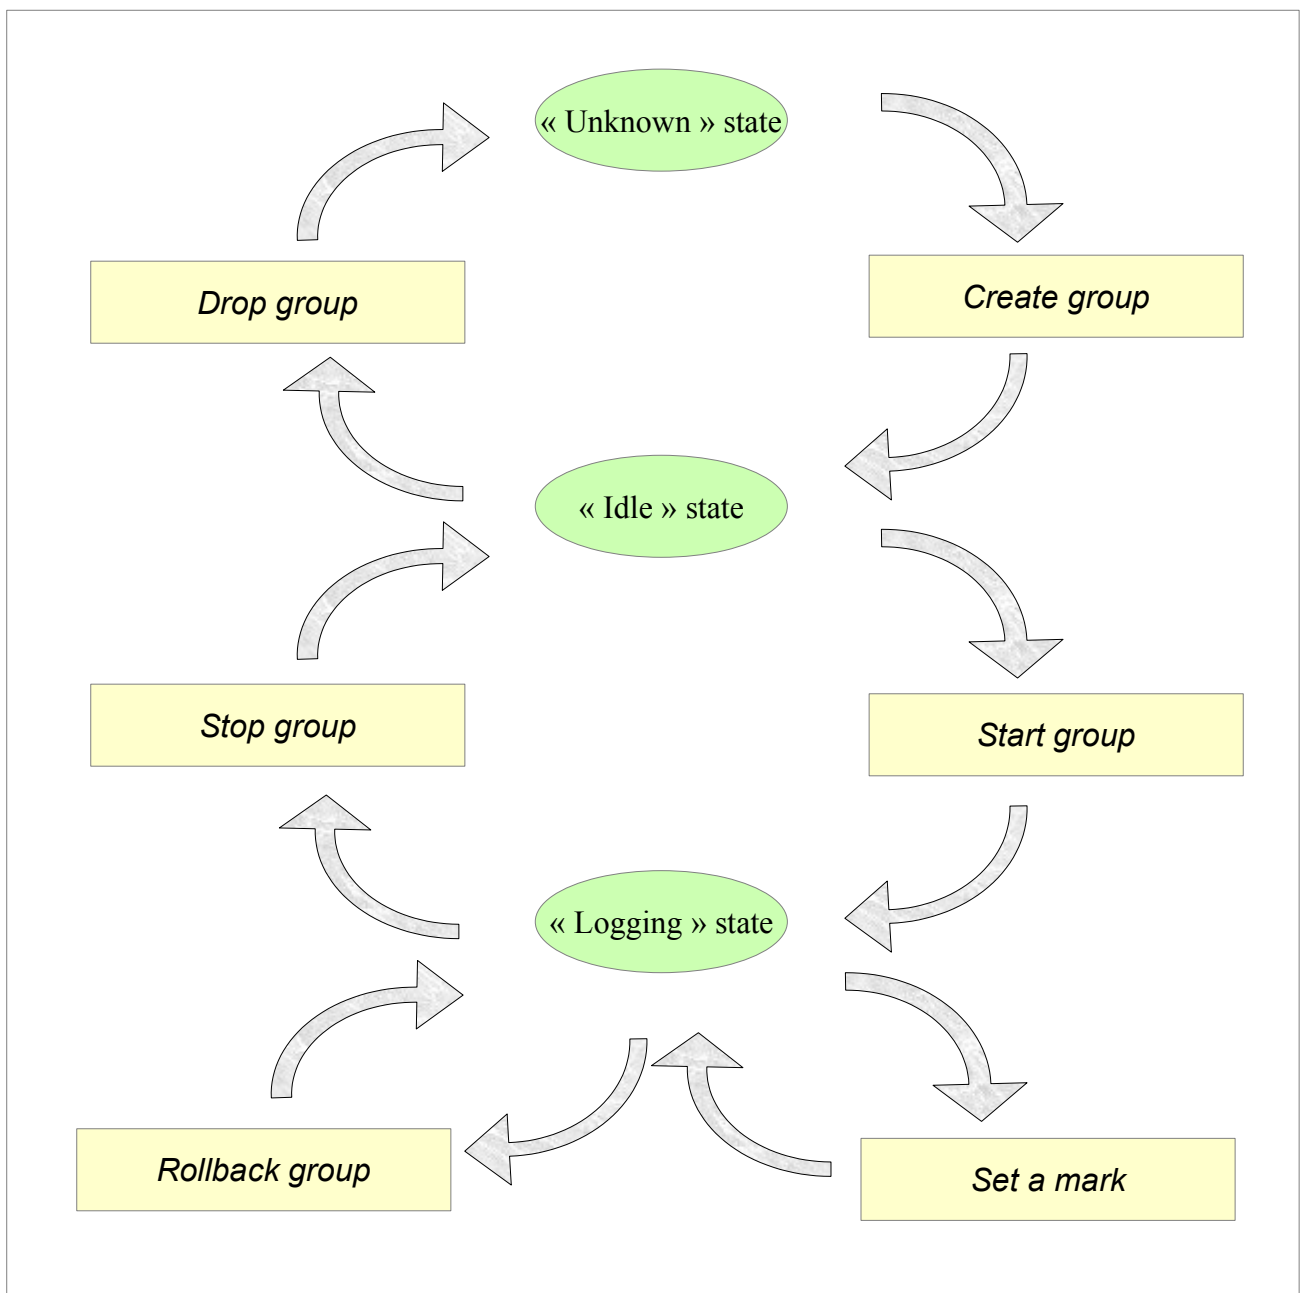 « Unknown » state
Drop group
Create group
« Idle » state
Stop group
Start group
« Logging » state
Rollback group
Set a mark